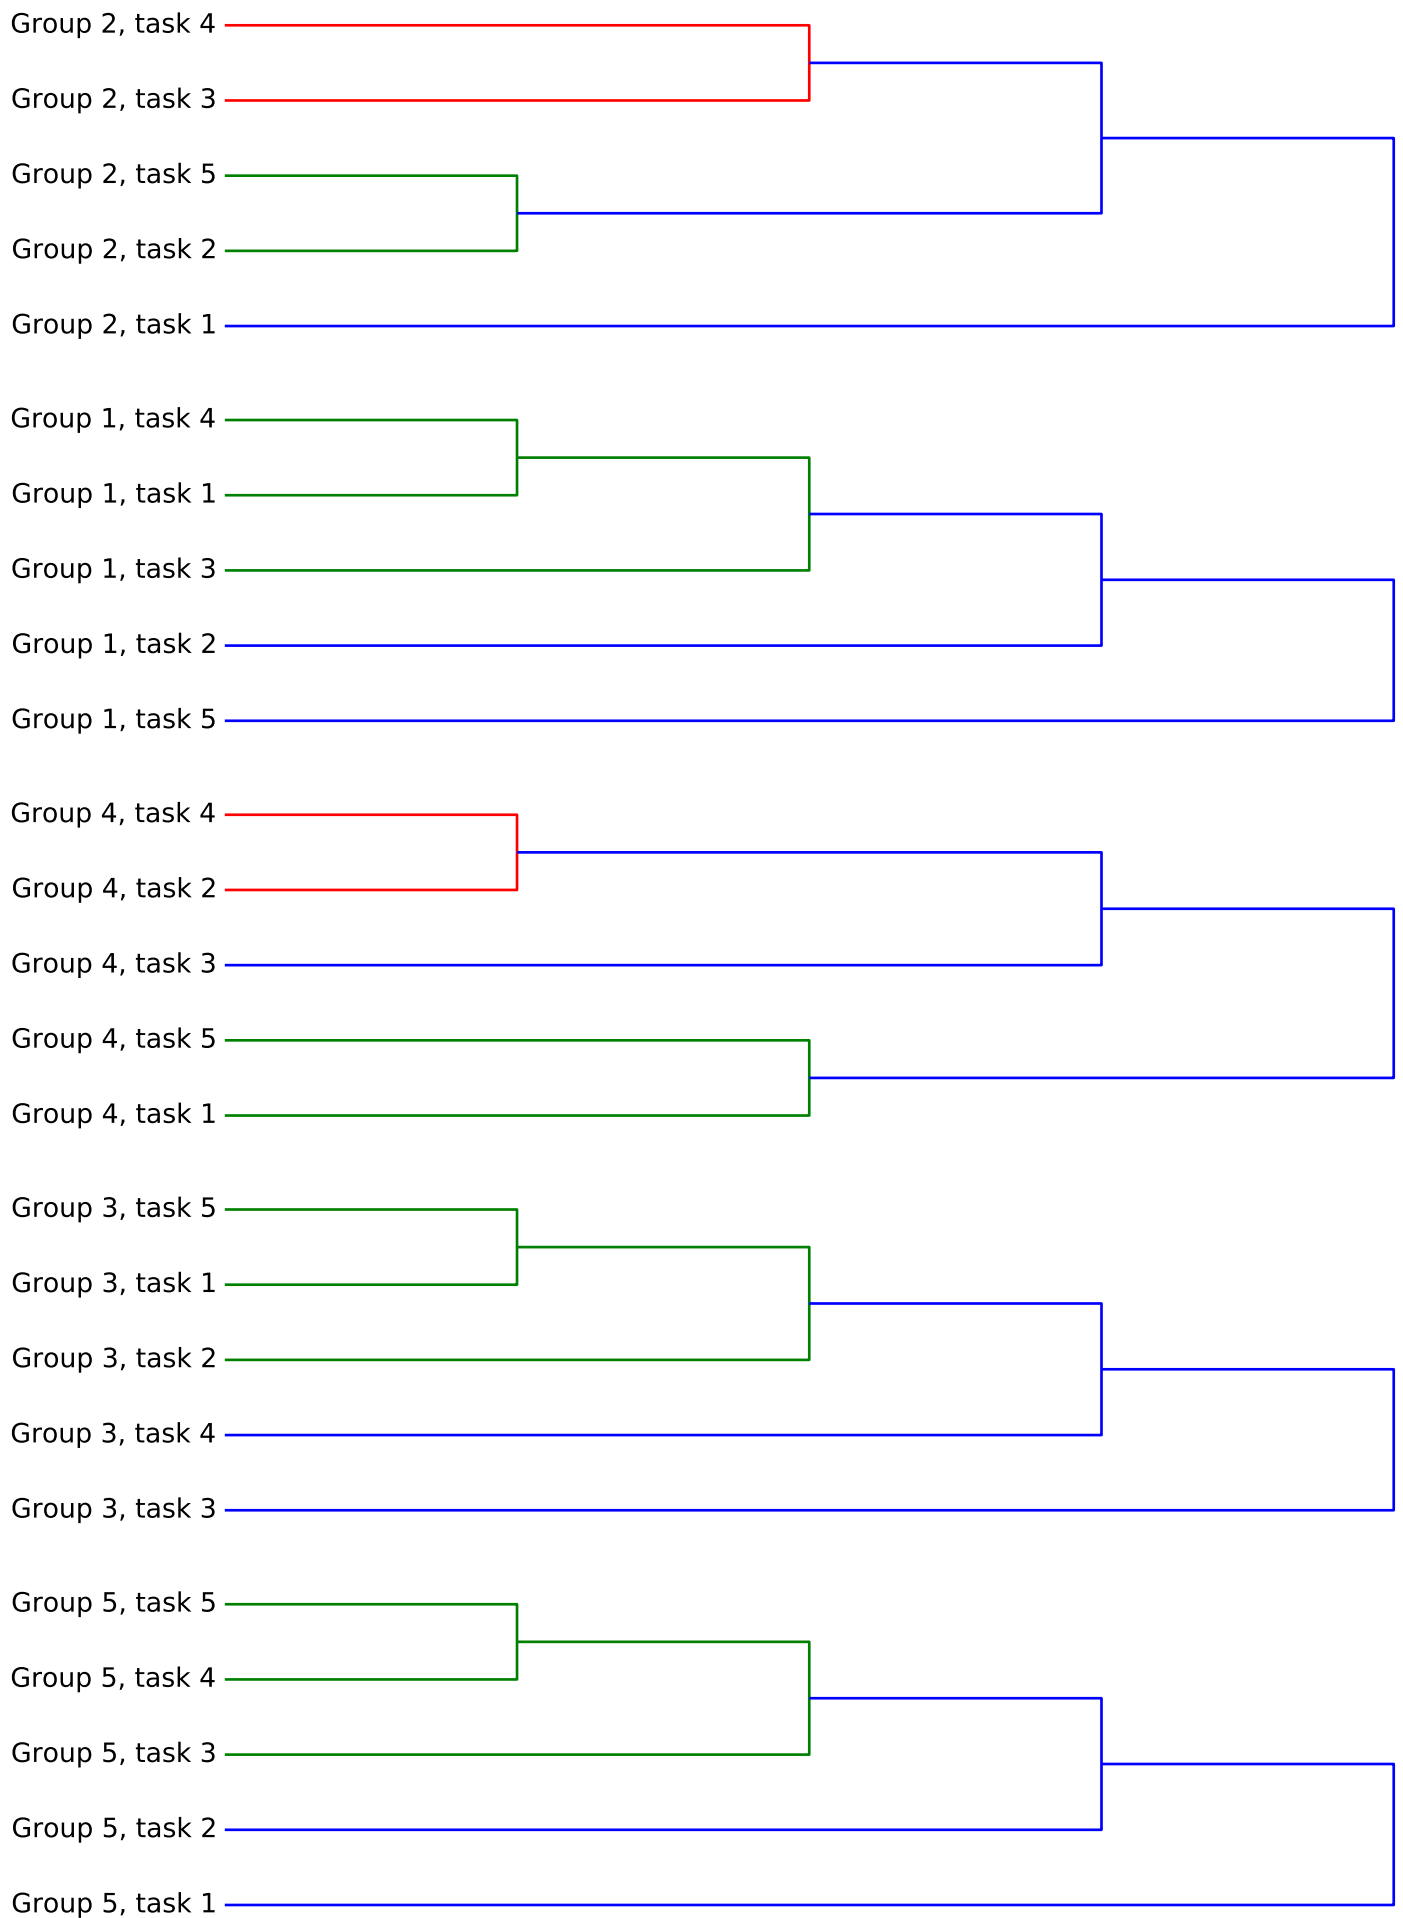 Group 2, task 4
Group 2, task 3
Group 2, task 5
Group 2, task 2
Group 2, task 1
Group 1, task 4
Group 1, task 1
Group 1, task 3
Group 1, task 2
Group 1, task 5
Group 4, task 4
Group 4, task 2
Group 4, task 3
Group 4, task 5
Group 4, task 1
Group 3, task 5
Group 3, task 1
Group 3, task 2
Group 3, task 4
Group 3, task 3
Group 5, task 5
Group 5, task 4
Group 5, task 3
Group 5, task 2
Group 5, task 1